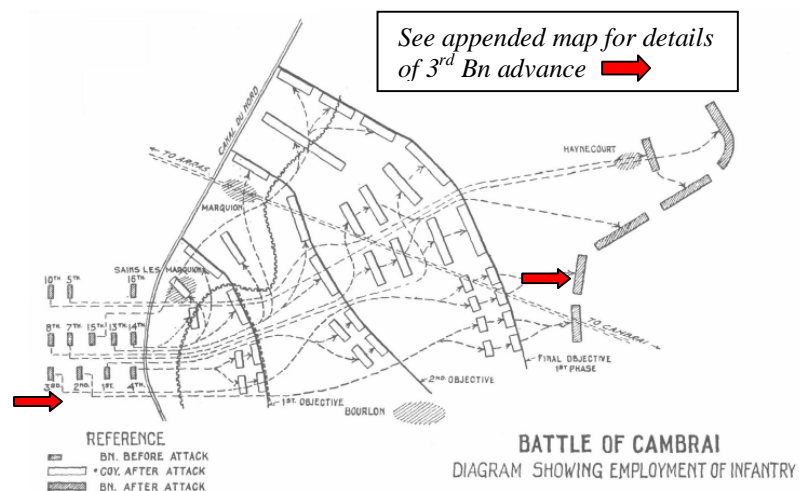 See appended map for details
of 3rd Bn advance
CANAL DU NORD
TO ARRAS
HAYNECOURT
MARQUION
SAINS LES MARQUION
10TH 5TH 16TH
8TH 7TH 15TH 13TH 14TH
3RD. 2ND. 1ST. 4TH.
TO CAMBRAI
FINAL OBJECTIVE
1ST PHASE
2ND. OBJECTIVE
1ST. OBJECTIVE
BOURLON
REFERENCE
BN. BEFORE ATTACK
COY. AFTER ATTACK
BN. AFTER ATTACK
BATTLE OF CAMBRAI
DIAGRAM SHOWING EMPLOYMENT OF INFANTRY